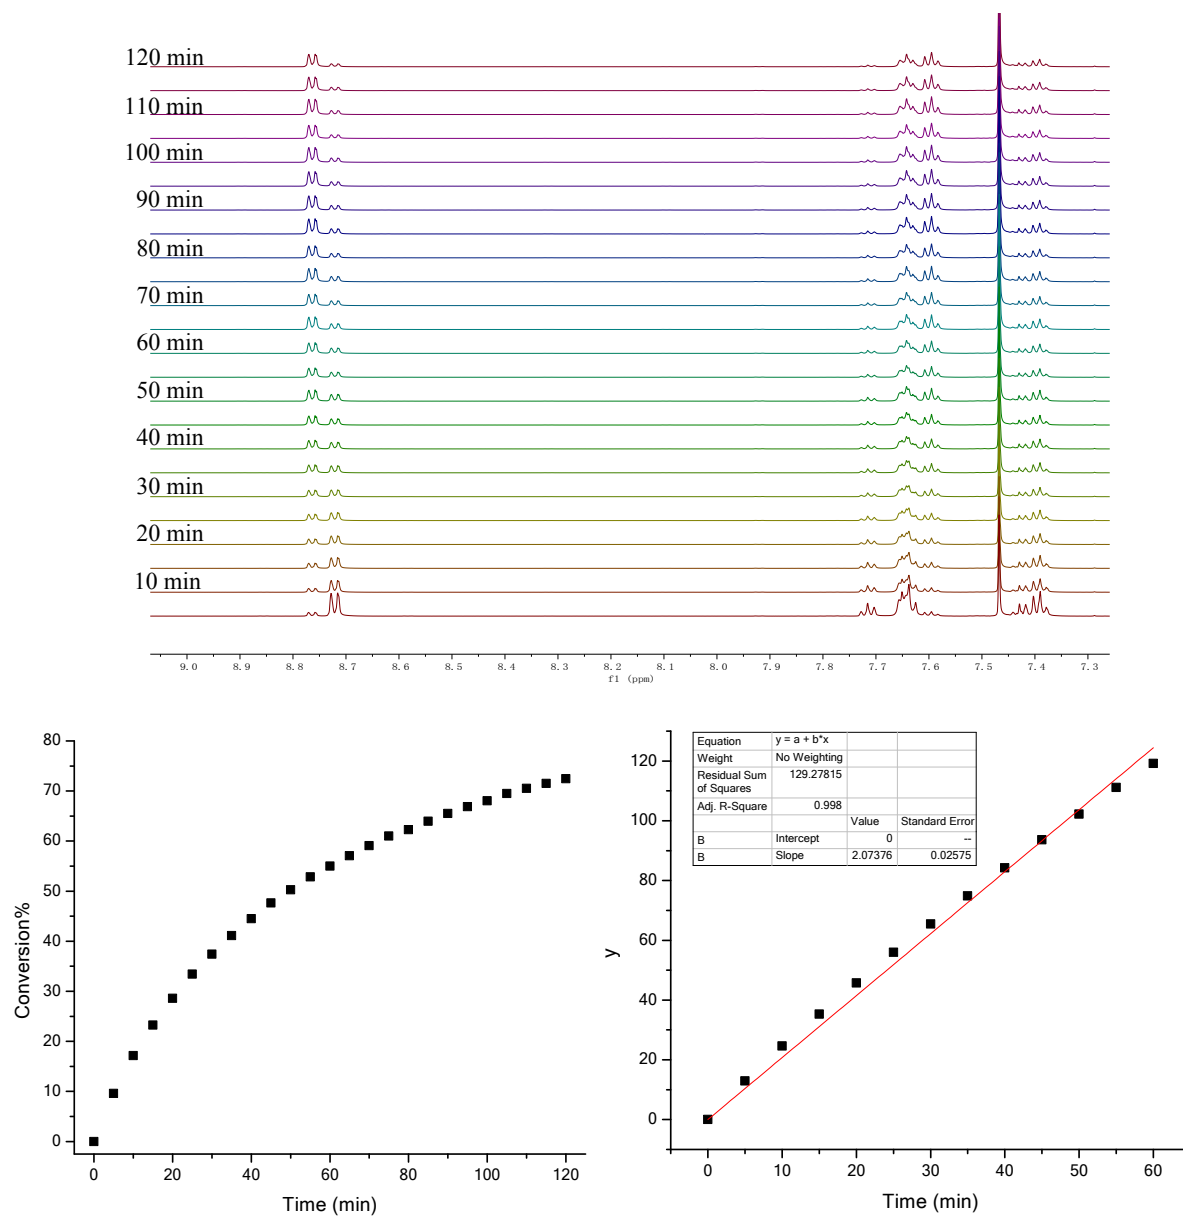 120 min
110 min
100 min
90 min
80 min
70 min
60 min
50 min
40 min
30 min
20 min
10 min
9.0 8.9 8.8 8.7 8.6 8.5 8.4 8.3 8.2 8.1 8.0 7.9 7.8 7.7 7.6 7.5 7.4 7.3
f1 (ppm)
80
70
60
50
40
30
20
10
0
Conversion%
0 20 40 60 80 100 120
Time (min)
Equation y = a + b*x
Weight No Weighting
Residual Sum of Squares 129.27815
Adj. R-Square 0.998
Value Standard Error
B Intercept 0 --
B Slope 2.07376 0.02575
120
100
80
60
40
20
0
y
0 10 20 30 40 50 60
Time (min)